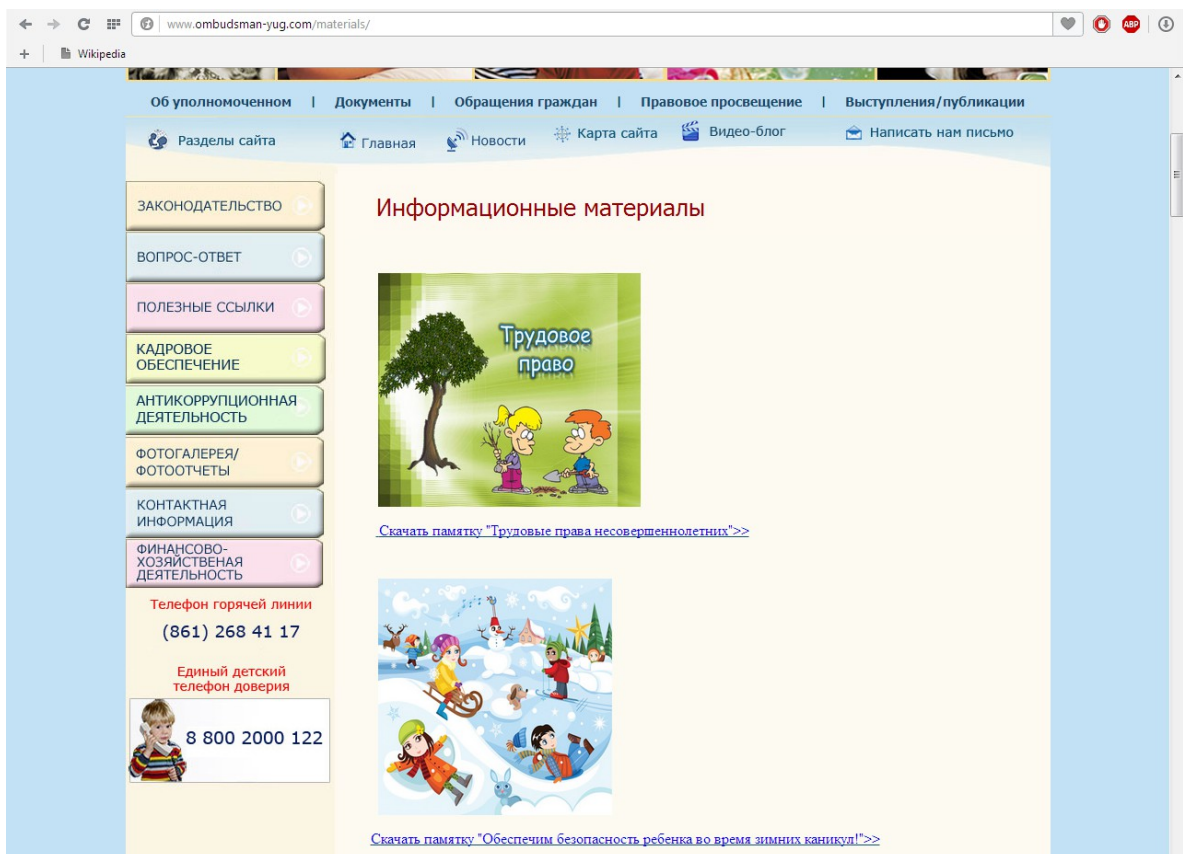 www.ombudsman-yug.com/materials/
Wikipedia
Об уполномоченном | Документы | Обращения граждан | Правовое просвещение | Выступления/публикации
Разделы сайта Главная Новости Карта сайта Видео-блог Написать нам письмо
ЗАКОНОДАТЕЛЬСТВО
ВОПРОС-ОТВЕТ
ПОЛЕЗНЫЕ ССЫЛКИ
КАДРОВОЕ
ОБЕСПЕЧЕНИЕ
АНТИКОРРУПЦИОННАЯ
ДЕЯТЕЛЬНОСТЬ
ФОТОГАЛЕРЕЯ/
ФОТООТЧЕТЫ
КОНТАКТНАЯ
ИНФОРМАЦИЯ
ФИНАНСОВО-
ХОЗЯЙСТВЕНАЯ
ДЕЯТЕЛЬНОСТЬ
Телефон горячей линии
(861) 268 41 17
Единый детский
телефон доверия
8 800 2000 122
Информационные материалы
Трудовое
право
Скачать памятку "Трудовые права несовершеннолетних">>
Скачать памятку "Обеспечим безопасность ребенка во время зимних каникул!">>
ABP